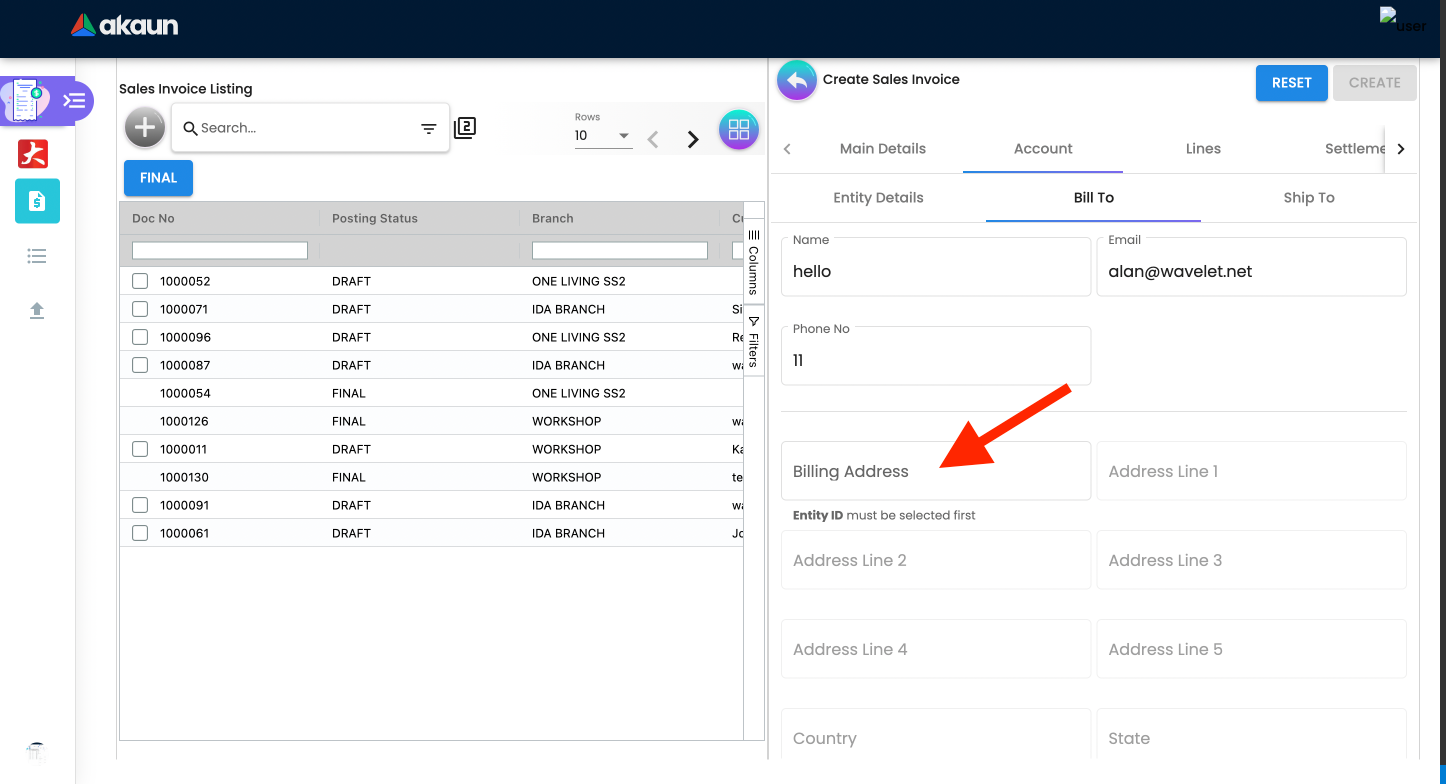 akaun
user
Sales Invoice Listing
Search...
2
Rows
10
FINAL
Doc No Posting Status Branch
1000052 DRAFT ONE LIVING SS2
1000071 DRAFT IDA BRANCH Si
1000096 DRAFT ONE LIVING SS2 Re
1000087 DRAFT IDA BRANCH wa
1000054 FINAL ONE LIVING SS2
1000126 FINAL WORKSHOP wa
1000011 DRAFT WORKSHOP Ka
1000130 FINAL WORKSHOP te
1000091 DRAFT IDA BRANCH wa
1000061 DRAFT IDA BRANCH Jo
Columns
Filters
Create Sales Invoice
RESET CREATE
Main Details Account Lines Settleme
Entity Details Bill To Ship To
Name Email
hello alan@wavelet.net
Phone No
11
Billing Address Address Line 1
Entity ID must be selected first
Address Line 2 Address Line 3
Address Line 4 Address Line 5
Country State